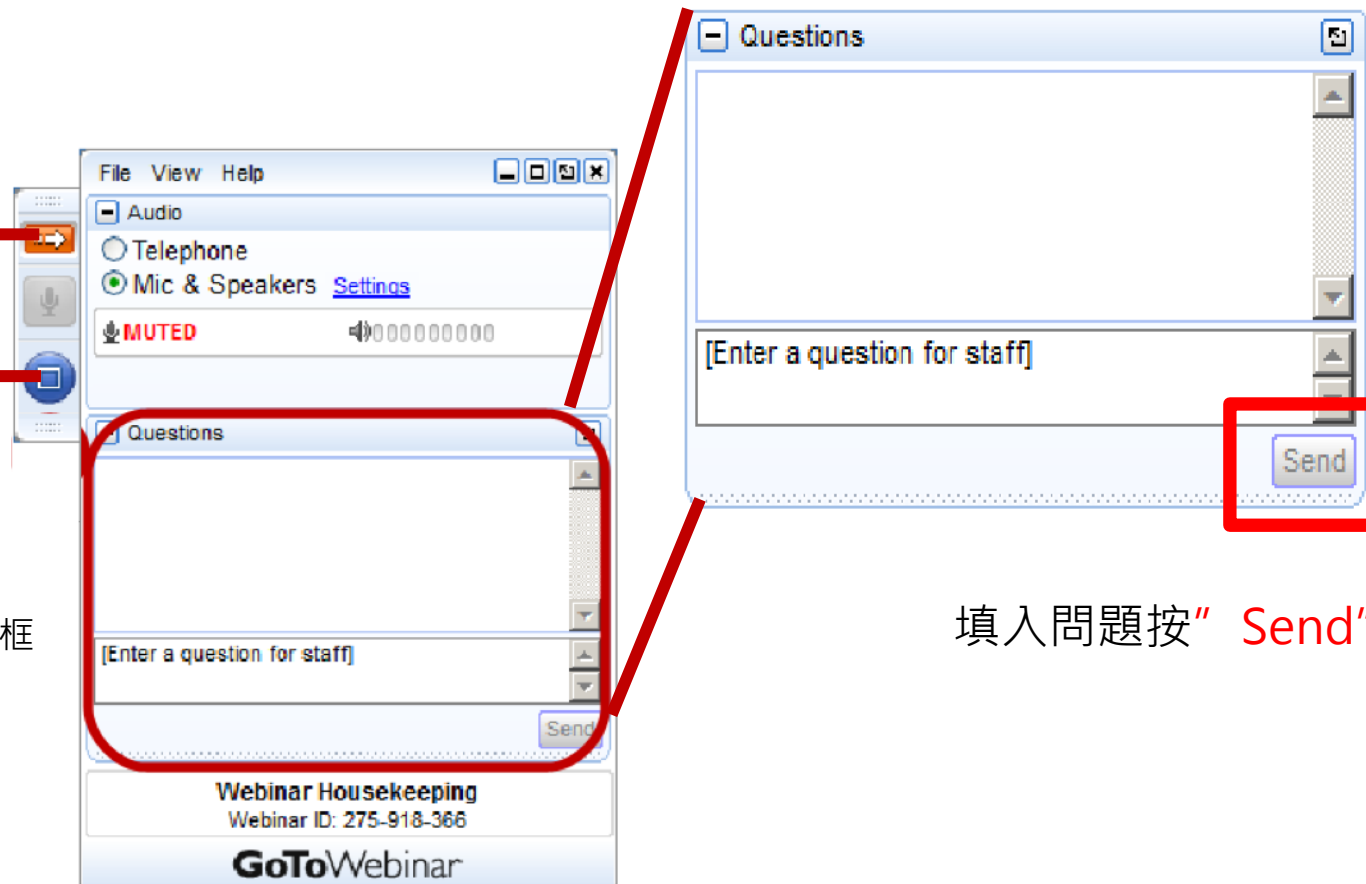 File View Help
Audio
Telephone
Mic & Speakers Settings
MUTED
Questions
[Enter a question for staff]
Send
Webinar Housekeeping
Webinar ID: 275-918-366
GoToWebinar
框
Questions
[Enter a question for staff]
Send
填入問題按”Send”